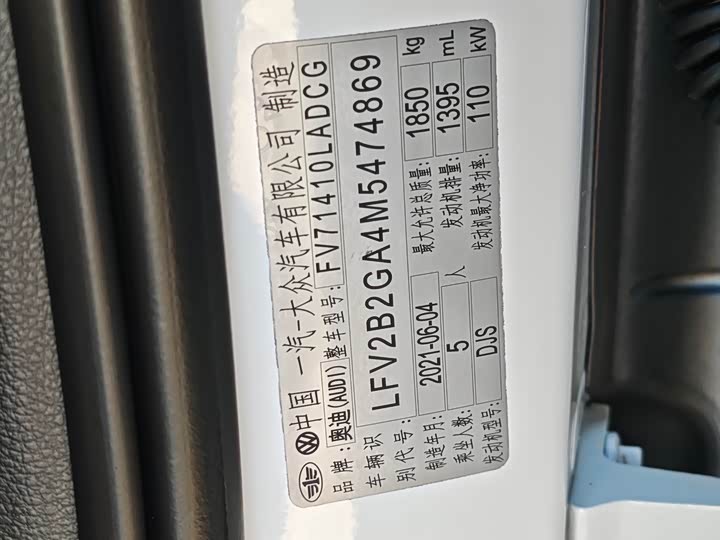 中国 一汽-大众汽车有限公司 制造
品牌: 奥迪(AUDI) 整车型号: FV71410LADCG
车辆识别代号: LFV2B2GA4M5474869
制造年月: 2021-06-04 最大允许总质量: 1850 kg
乘坐人数: 5 人 发动机排量: 1395 mL
发动机型号: DJS 发动机最大净功率: 110 kW